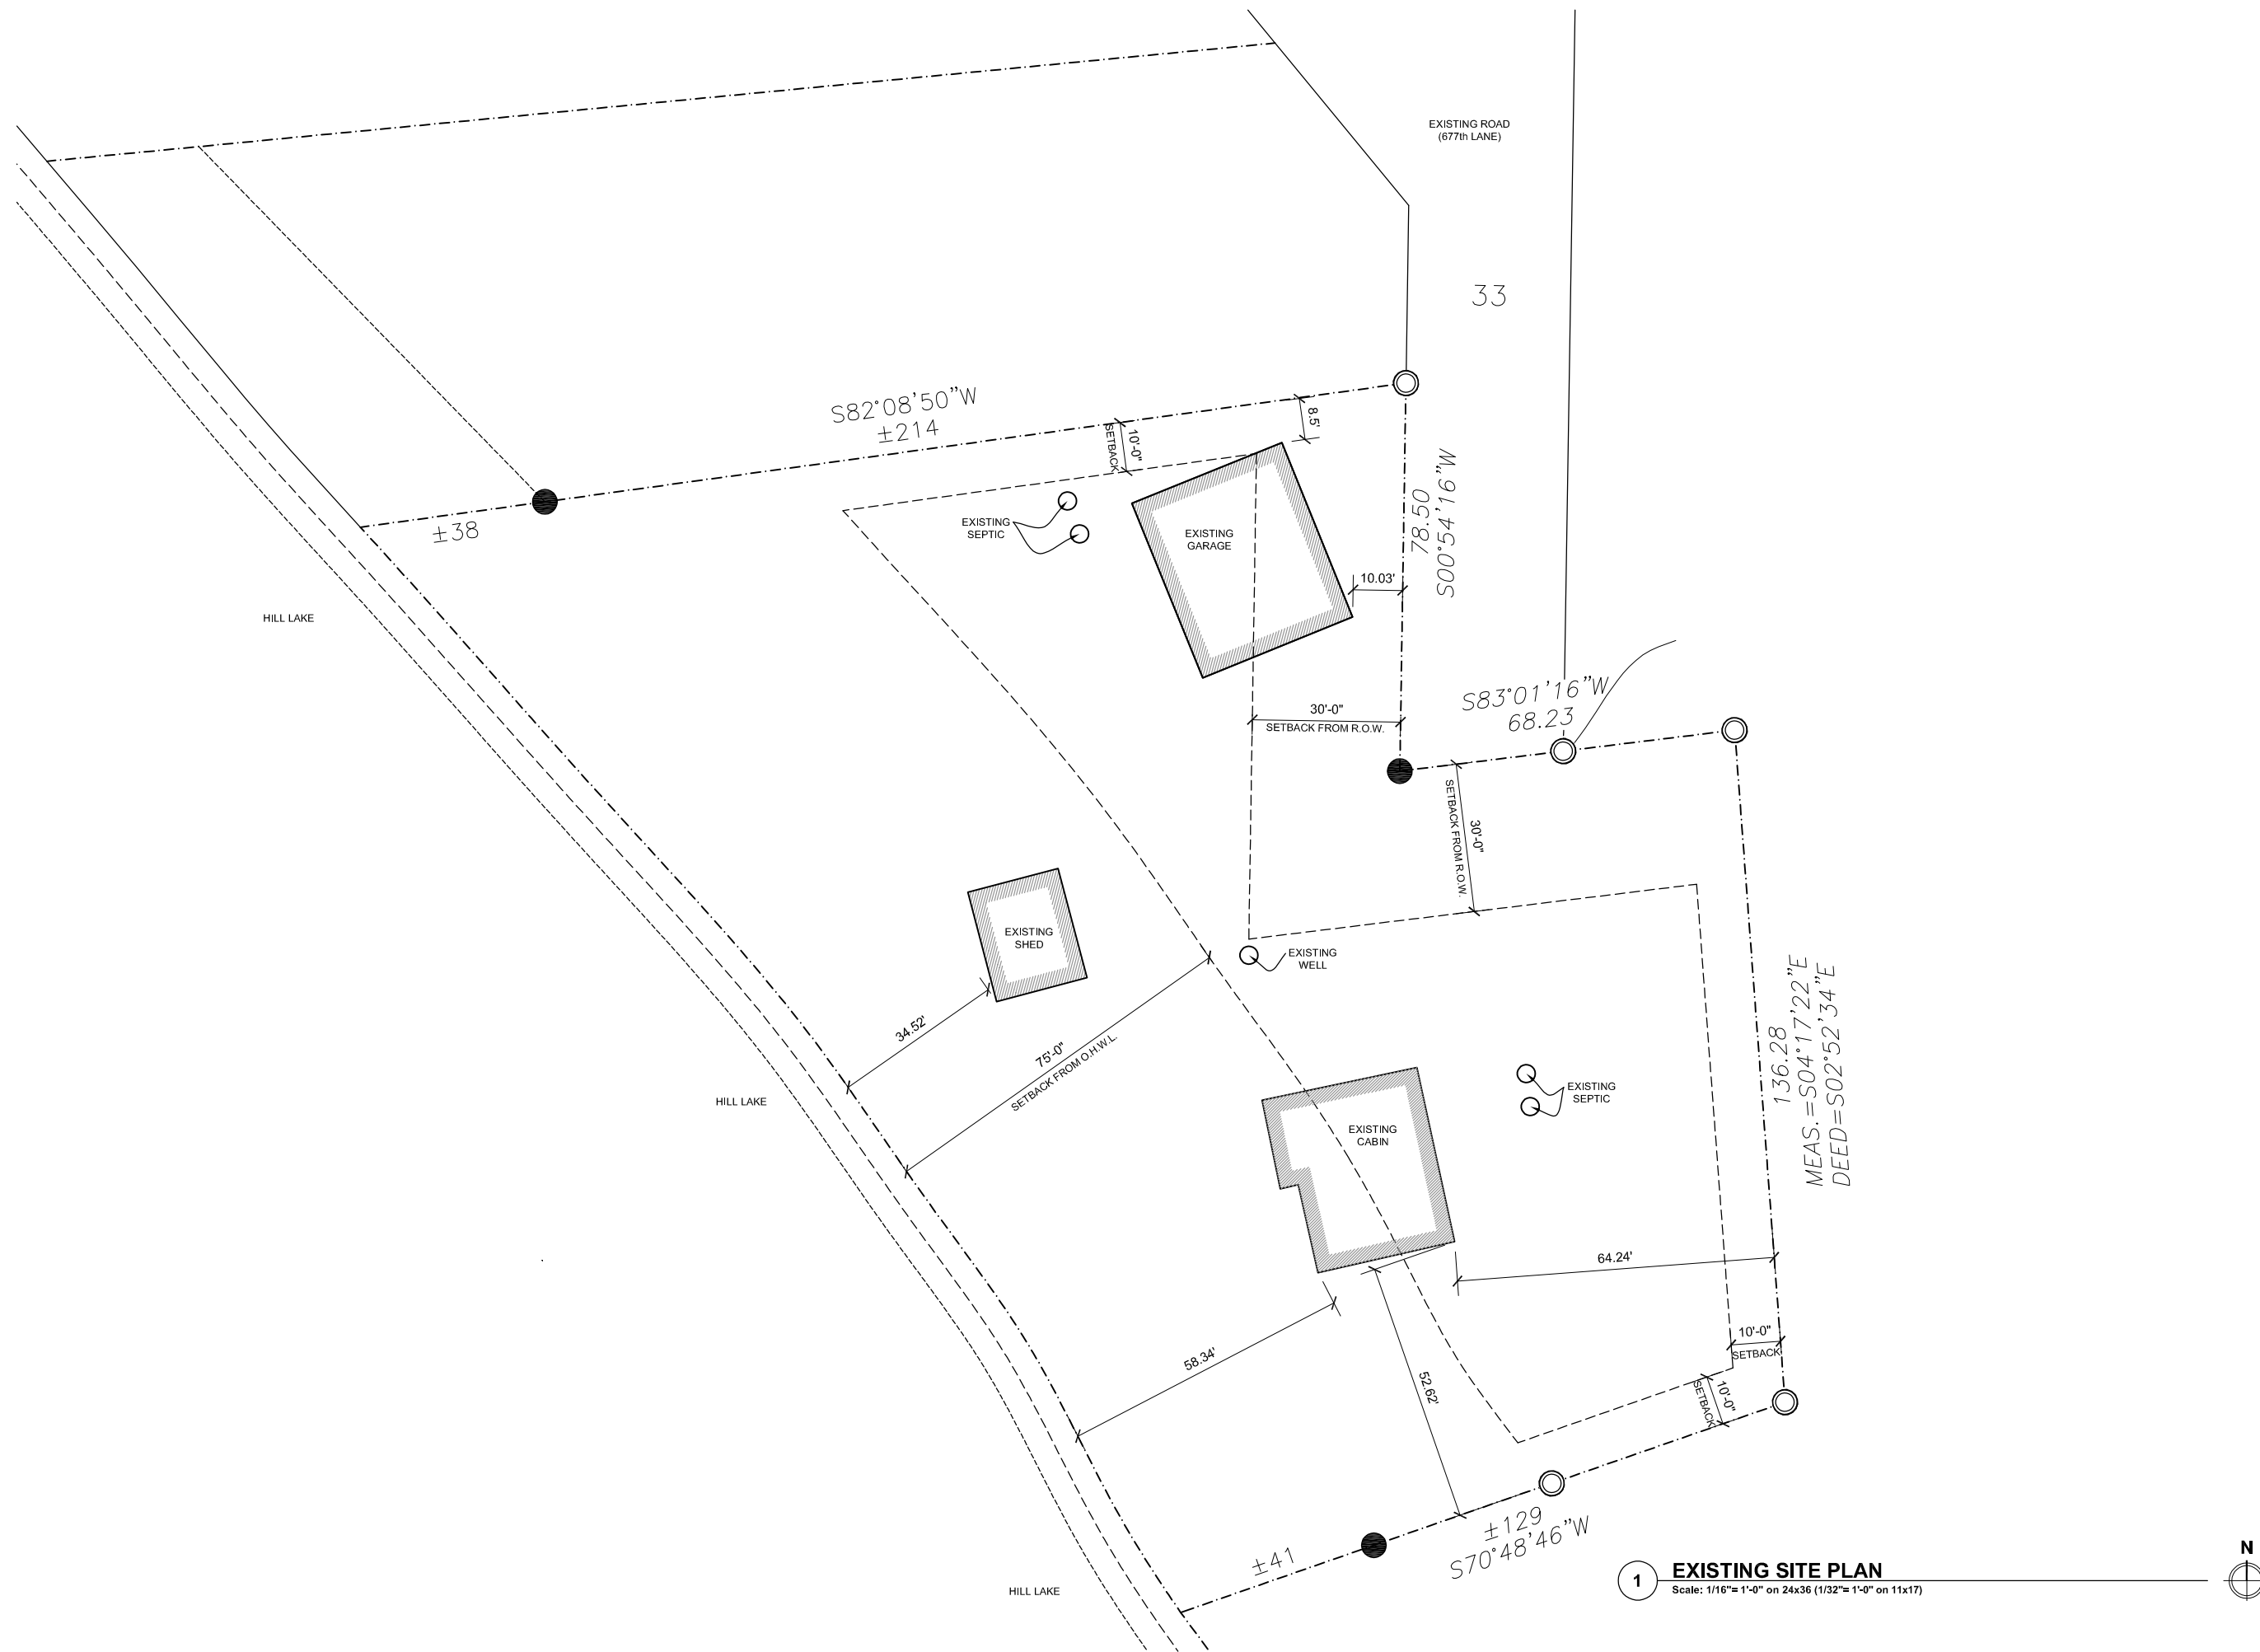 EXISTING ROAD
(677th LANE)
33
S82°08'50"W
±214
8.5'
10'-0"
SETBACK
±38
EXISTING
SEPTIC
EXISTING
GARAGE
78.50
S00°54'16"W
10.03'
HILL LAKE
S83°01'16"W
68.23
30'-0"
SETBACK FROM R.O.W.
30'-0"
SETBACK FROM R.O.W.
EXISTING
SHED
EXISTING
WELL
34.52'
75'-0"
SETBACK FROM O.H.W.L.
136.28
MEAS.=S04°17'22"E
DEED=S02°52'34"E
HILL LAKE
EXISTING
SEPTIC
EXISTING
CABIN
64.24'
10'-0"
SETBACK
58.34'
52.62'
10'-0"
SETBACK
±129
S70°48'46"W
±41
HILL LAKE
N
1
EXISTING SITE PLAN
Scale: 1/16"= 1'-0" on 24x36 (1/32"= 1'-0" on 11x17)